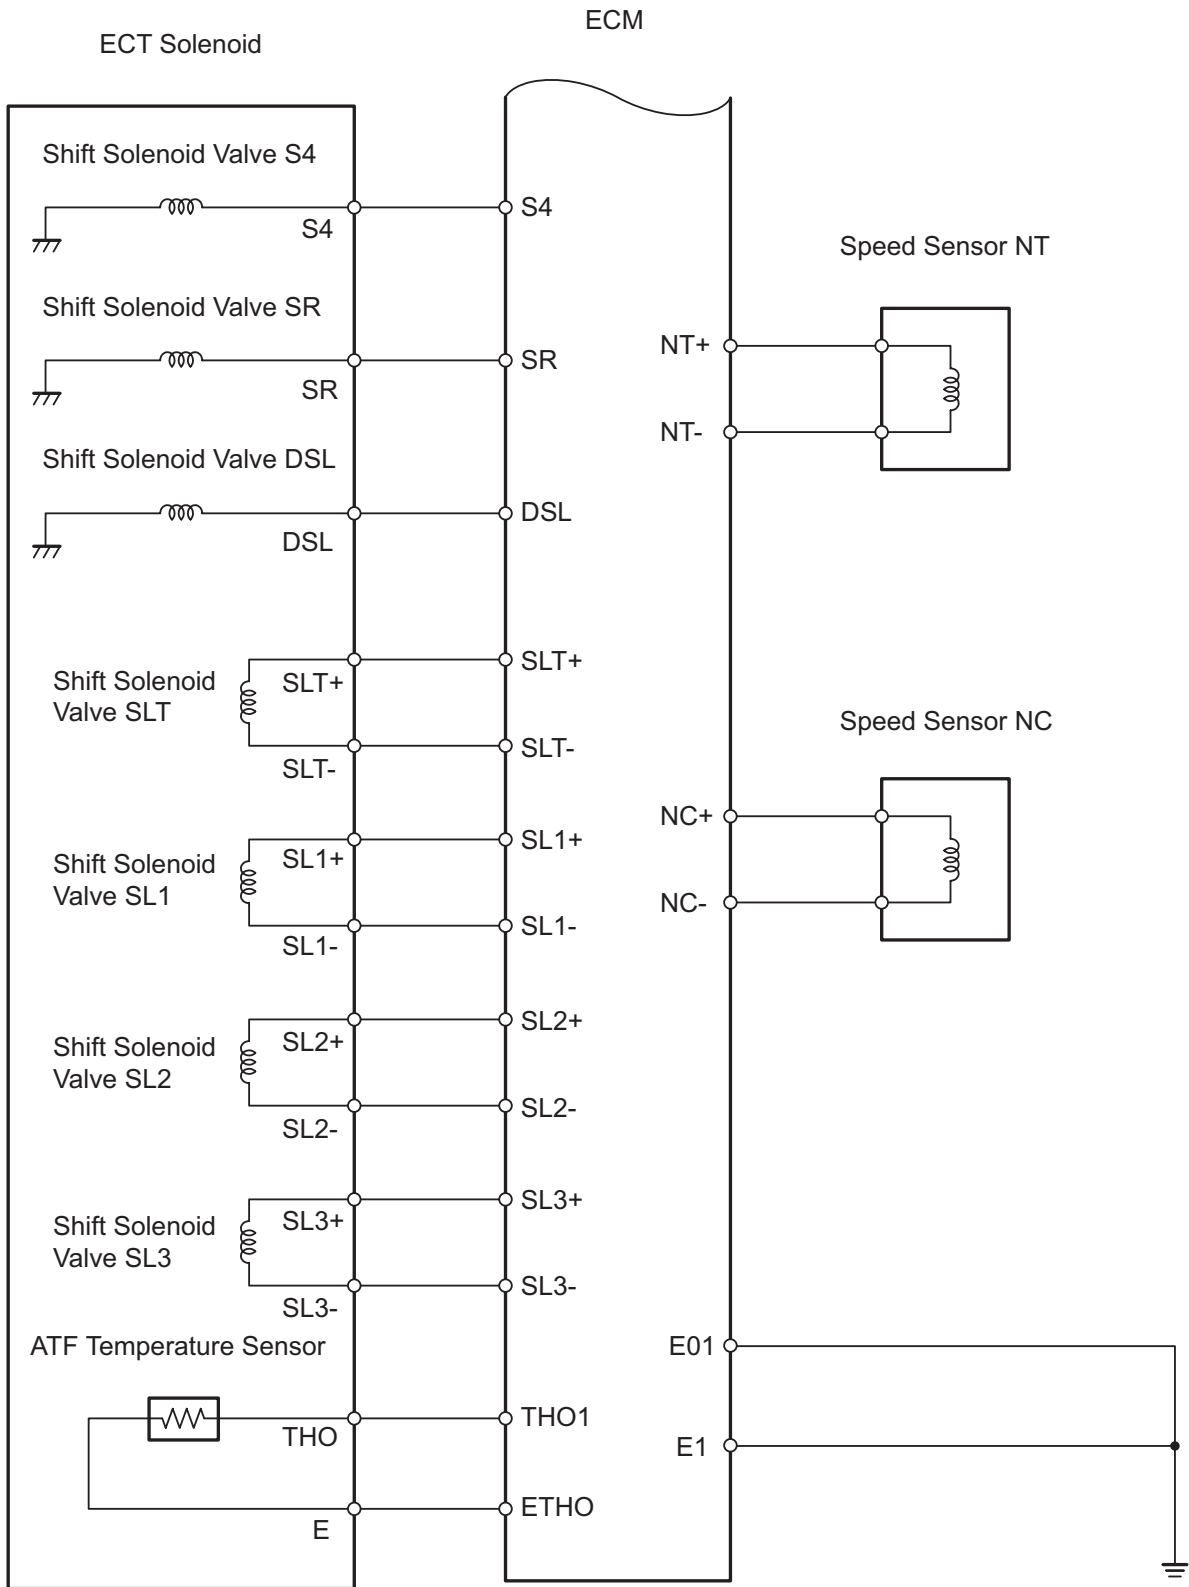 ECM
ECT Solenoid
Shift Solenoid Valve S4
S4
S4
Shift Solenoid Valve SR
SR
SR
Shift Solenoid Valve DSL
DSL
DSL
Shift Solenoid
Valve SLT
SLT+
SLT-
SLT+
SLT-
Shift Solenoid
Valve SL1
SL1+
SL1-
SL1+
SL1-
Shift Solenoid
Valve SL2
SL2+
SL2-
SL2+
SL2-
Shift Solenoid
Valve SL3
SL3+
SL3-
SL3+
SL3-
ATF Temperature Sensor
THO
E
THO1
ETHO
Speed Sensor NT
NT+
NT-
Speed Sensor NC
NC+
NC-
E01
E1